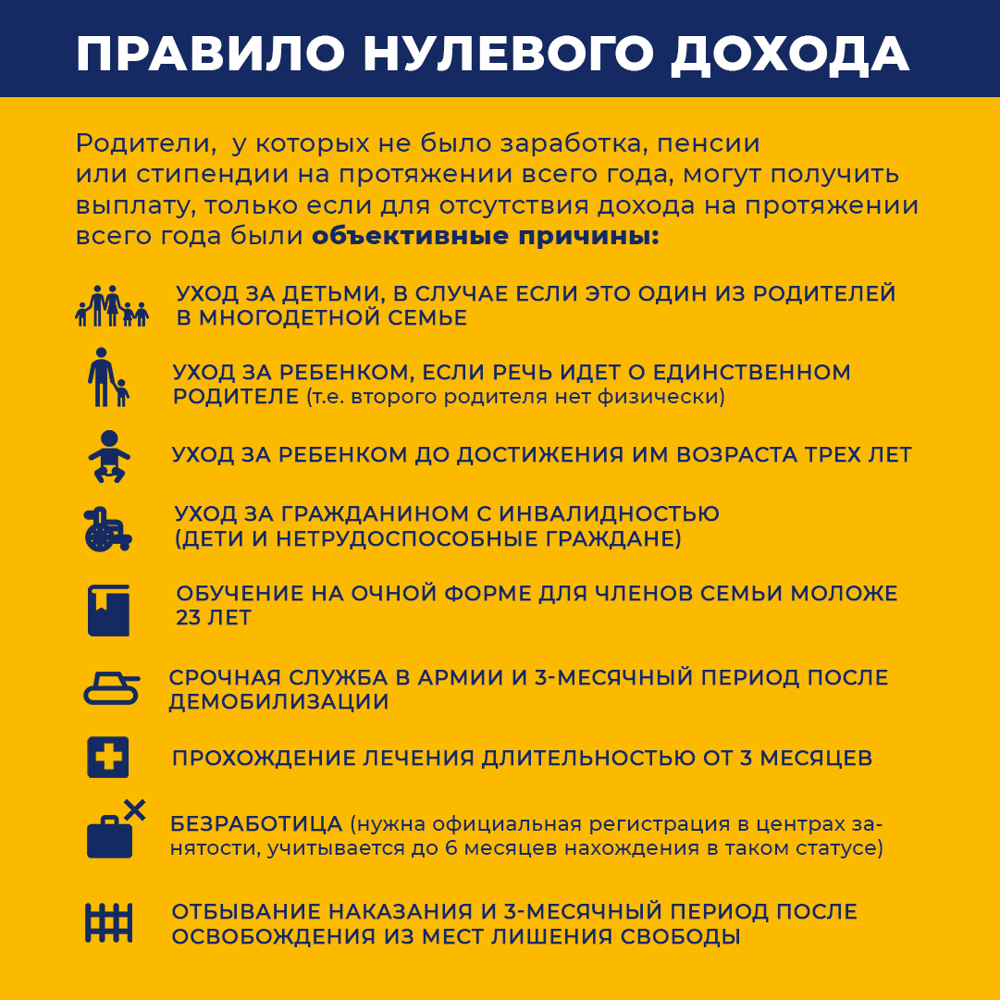 ПРАВИЛО НУЛЕВОГО ДОХОДА
Родители,  у которых не было заработка, пенсии
или стипендии на протяжении всего года, могут получить
выплату, только если для отсутствия дохода на протяжении
всего года были объективные причины:
УХОД ЗА ДЕТЬМИ, В СЛУЧАЕ ЕСЛИ ЭТО ОДИН ИЗ РОДИТЕЛЕЙ
В МНОГОДЕТНОЙ СЕМЬЕ
УХОД ЗА РЕБЕНКОМ, ЕСЛИ РЕЧЬ ИДЕТ О ЕДИНСТВЕННОМ
РОДИТЕЛЕ (т.е. второго родителя нет физически)
УХОД ЗА РЕБЕНКОМ ДО ДОСТИЖЕНИЯ ИМ ВОЗРАСТА ТРЕХ ЛЕТ
УХОД ЗА ГРАЖДАНИНОМ С ИНВАЛИДНОСТЬЮ
(ДЕТИ И НЕТРУДОСПОСОБНЫЕ ГРАЖДАНЕ)
ОБУЧЕНИЕ НА ОЧНОЙ ФОРМЕ ДЛЯ ЧЛЕНОВ СЕМЬИ МОЛОЖЕ
23 ЛЕТ
СРОЧНАЯ СЛУЖБА В АРМИИ И 3-МЕСЯЧНЫЙ ПЕРИОД ПОСЛЕ
ДЕМОБИЛИЗАЦИИ
ПРОХОЖДЕНИЕ ЛЕЧЕНИЯ ДЛИТЕЛЬНОСТЬЮ ОТ 3 МЕСЯЦЕВ
БЕЗРАБОТИЦА (нужна официальная регистрация в центрах за-
нятости, учитывается до 6 месяцев нахождения в таком статусе)
ОТБЫВАНИЕ НАКАЗАНИЯ И 3-МЕСЯЧНЫЙ ПЕРИОД ПОСЛЕ
ОСВОБОЖДЕНИЯ ИЗ МЕСТ ЛИШЕНИЯ СВОБОДЫ